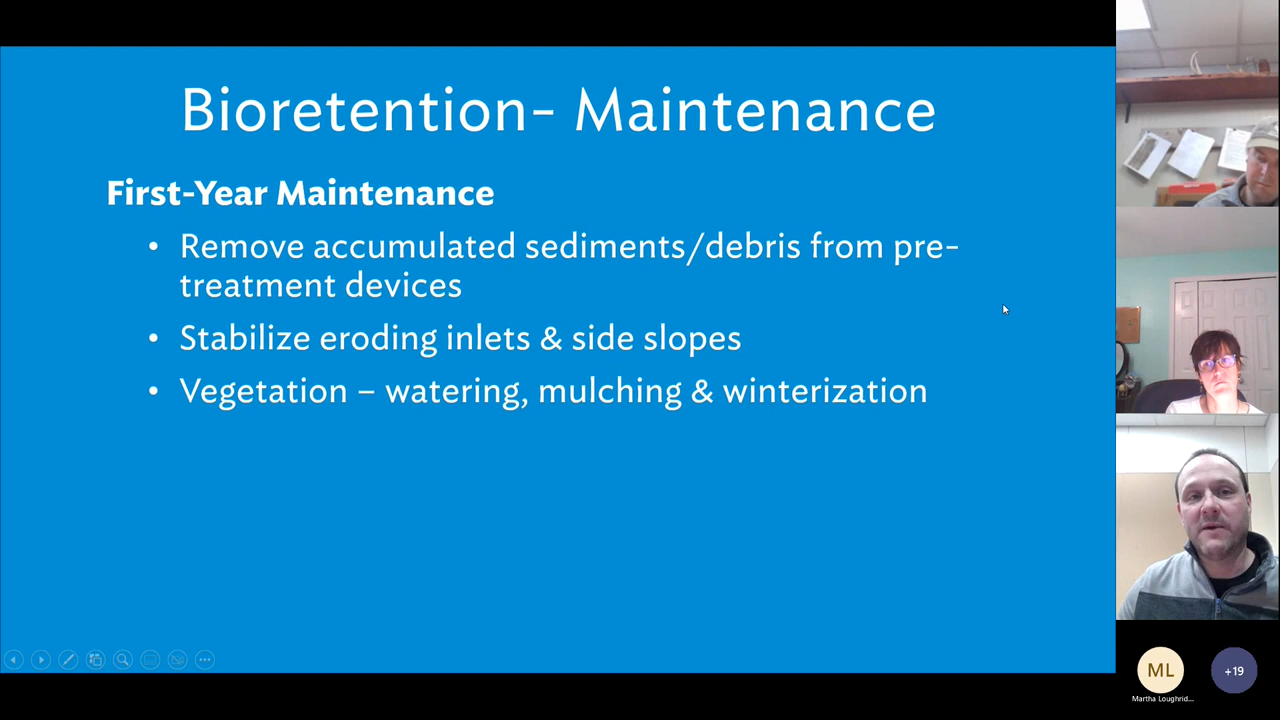 Bioretention- Maintenance
First-Year Maintenance
• Remove accumulated sediments/debris from pre-
treatment devices
• Stabilize eroding inlets & side slopes
• Vegetation – watering, mulching & winterization
ML
+19
Martha Loughrid...